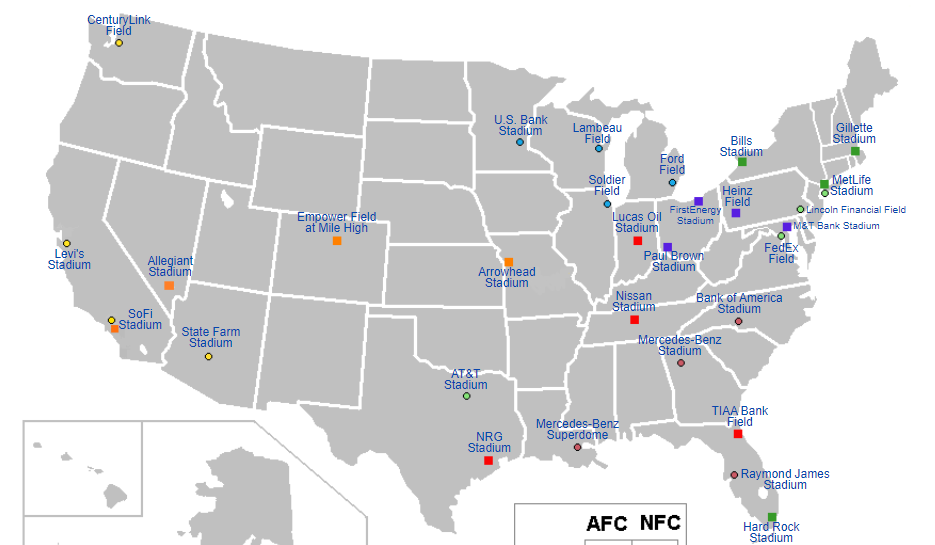 CenturyLink
Field
U.S. Bank
Stadium
Lambeau
Field
Gillette
Stadium
Bills
Stadium
Ford
Field
Soldier
Field
MetLife
Stadium
Heinz
Field
FirstEnergy
Stadium
Lincoln Financial Field
Empower Field
at Mile High
Lucas Oil
Stadium
M&T Bank Stadium
Levi's
Stadium
Allegiant
Stadium
Arrowhead
Stadium
Paul Brown
Stadium
FedEx
Field
Nissan
Stadium
Bank of America
Stadium
SoFi
Stadium
State Farm
Stadium
Mercedes-Benz
Stadium
AT&T
Stadium
TIAA Bank
Field
Mercedes-Benz
Superdome
NRG
Stadium
Raymond James
Stadium
Hard Rock
Stadium
AFC NFC